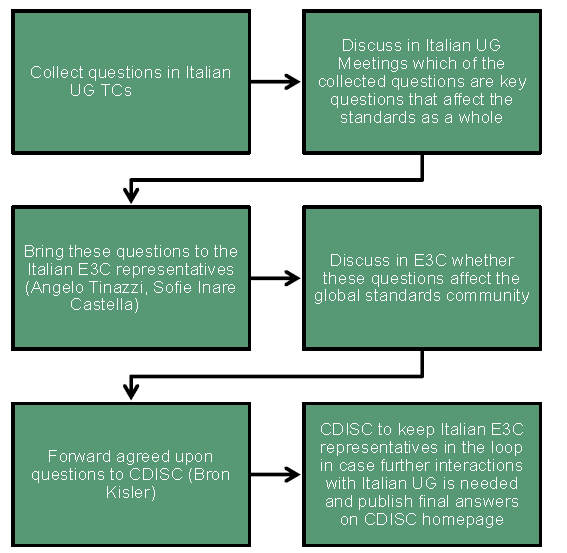 Collect questions in Italian
UG TCs
Discuss in Italian UG
Meetings which of the
collected questions are key
questions that affect the
standards as a whole
Bring these questions to the
Italian E3C representatives
(Angelo Tinazzi, Sofie Inare
Castella)
Discuss in E3C whether
these questions affect the
global standards community
Forward agreed upon
questions to CDISC (Bron
Kisler)
CDISC to keep Italian E3C
representatives in the loop
in case further interactions
with Italian UG is needed
and publish final answers
on CDISC homepage